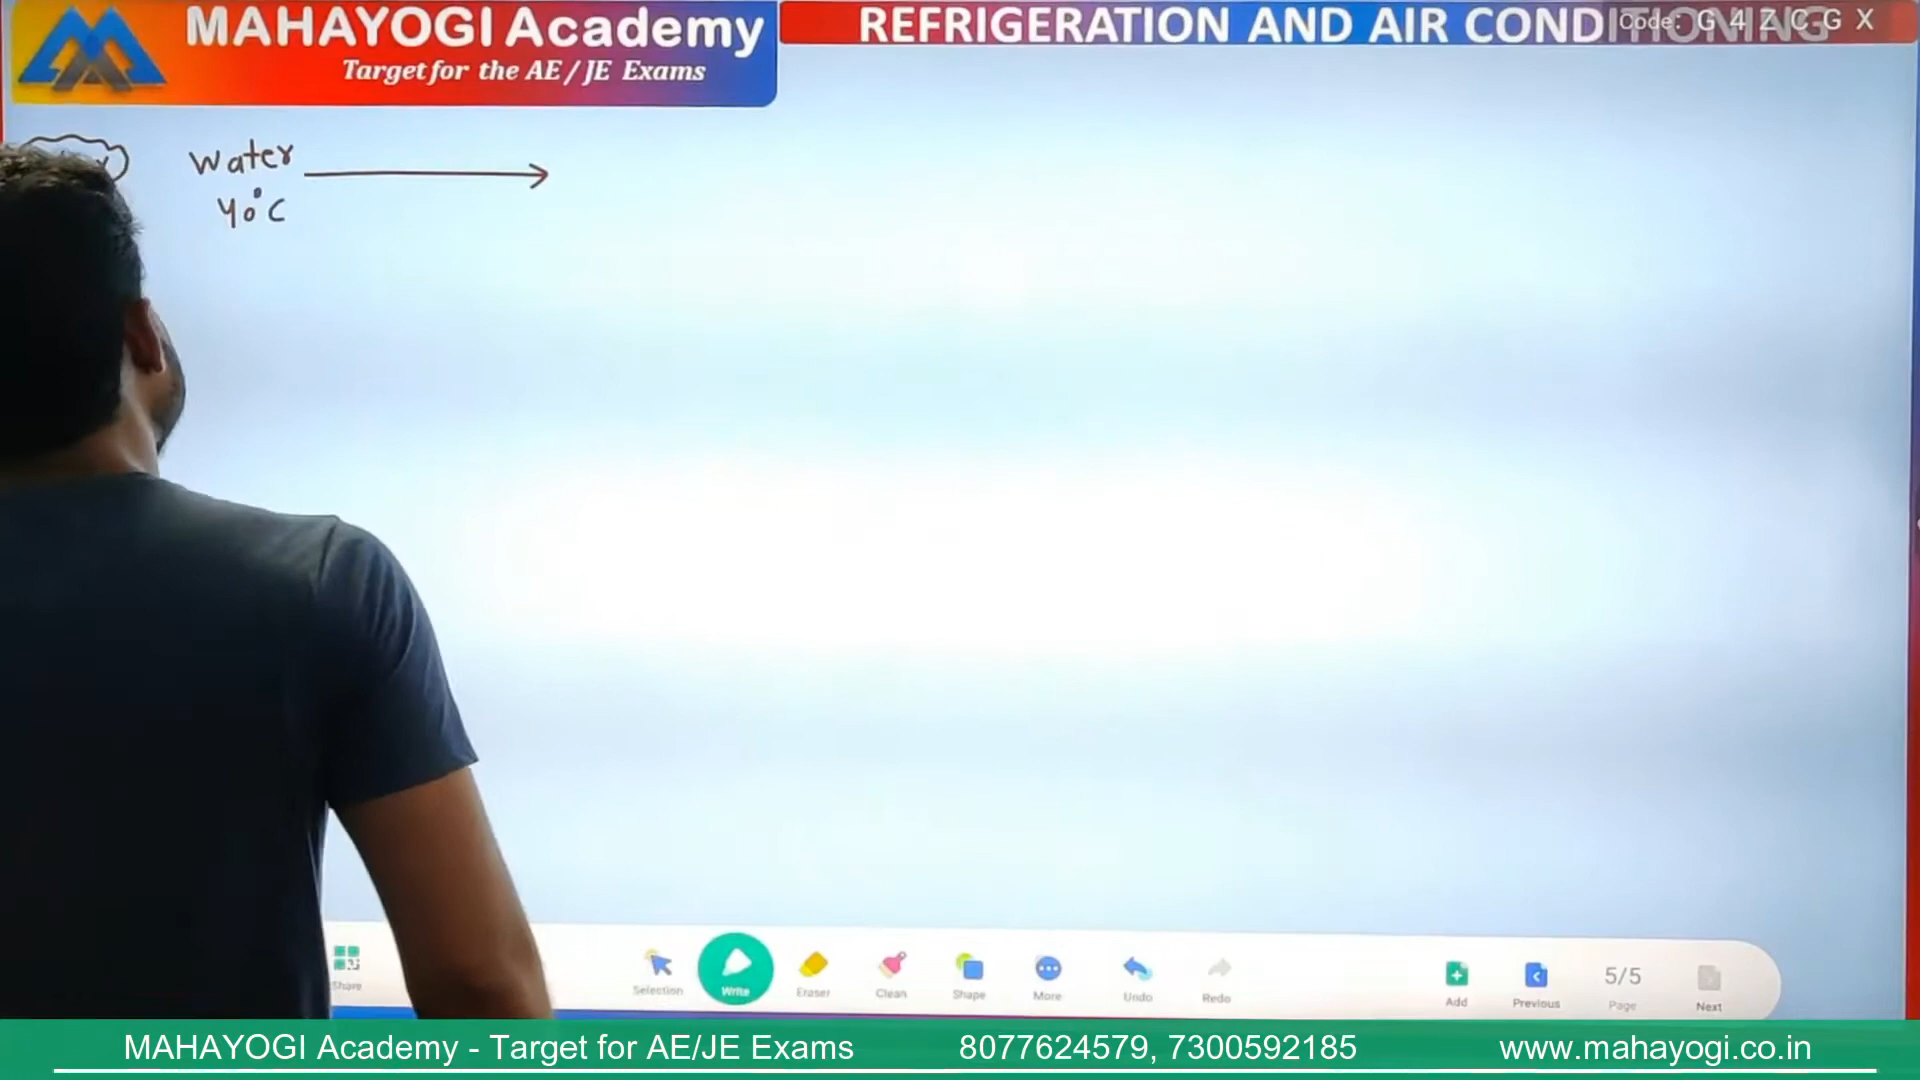 MAHAYOGI Academy
Target for the AE / JE Exams
REFRIGERATION AND AIR CONDITIONING
Code: G 4 Z C G X
Water
40°C
Share
Selection
Write
Eraser
Clean
Shape
More
Undo
Redo
Add
Previous
5/5
Page
Next
MAHAYOGI Academy - Target for AE/JE Exams 8077624579, 7300592185 www.mahayogi.co.in